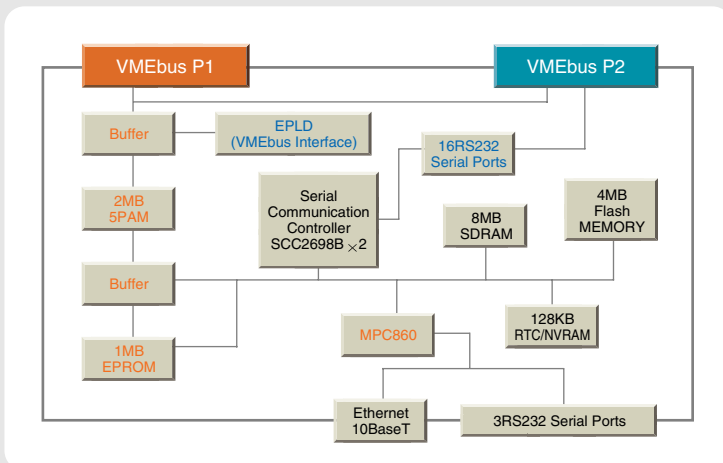 VMEbus P1
VMEbus P2
Buffer
EPLD
(VMEbus Interface)
16RS232
Serial Ports
2MB
5PAM
Serial
Communication
Controller
SCC2698B ×2
8MB
SDRAM
4MB
Flash
MEMORY
Buffer
1MB
EPROM
MPC860
128KB
RTC/NVRAM
Ethernet
10BaseT
3RS232 Serial Ports